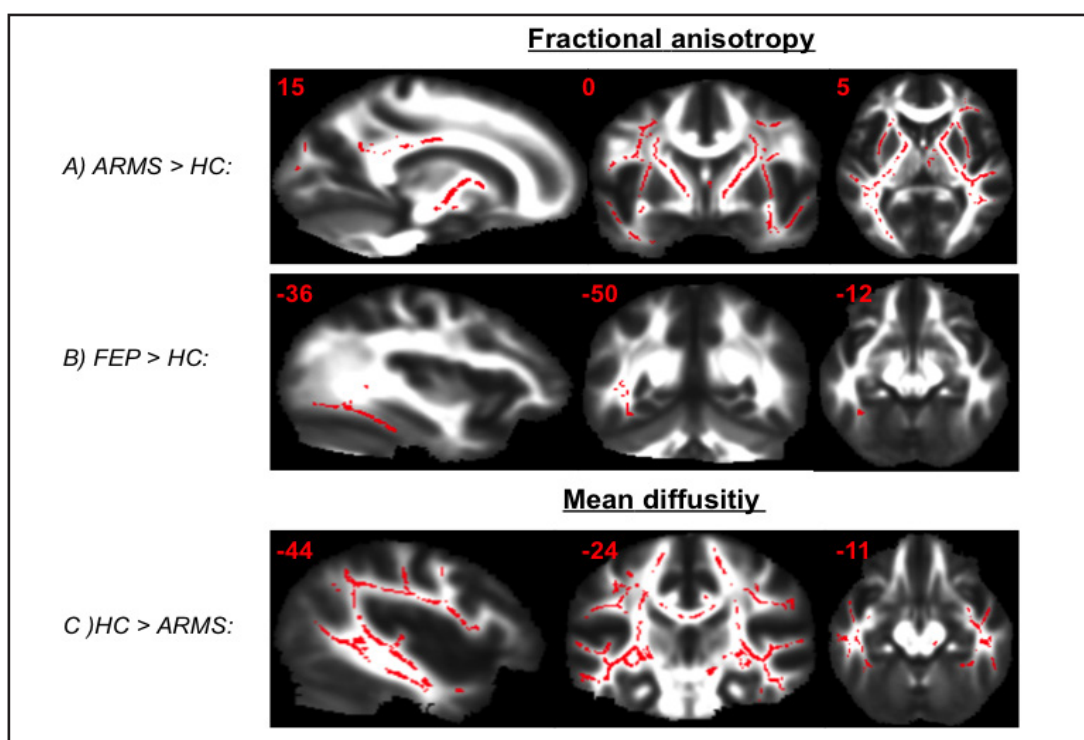 Fractional anisotropy
15 0 5
A) ARMS > HC:
-36 -50 -12
B) FEP > HC:
Mean diffusitiy
-44 -24 -11
C )HC > ARMS: